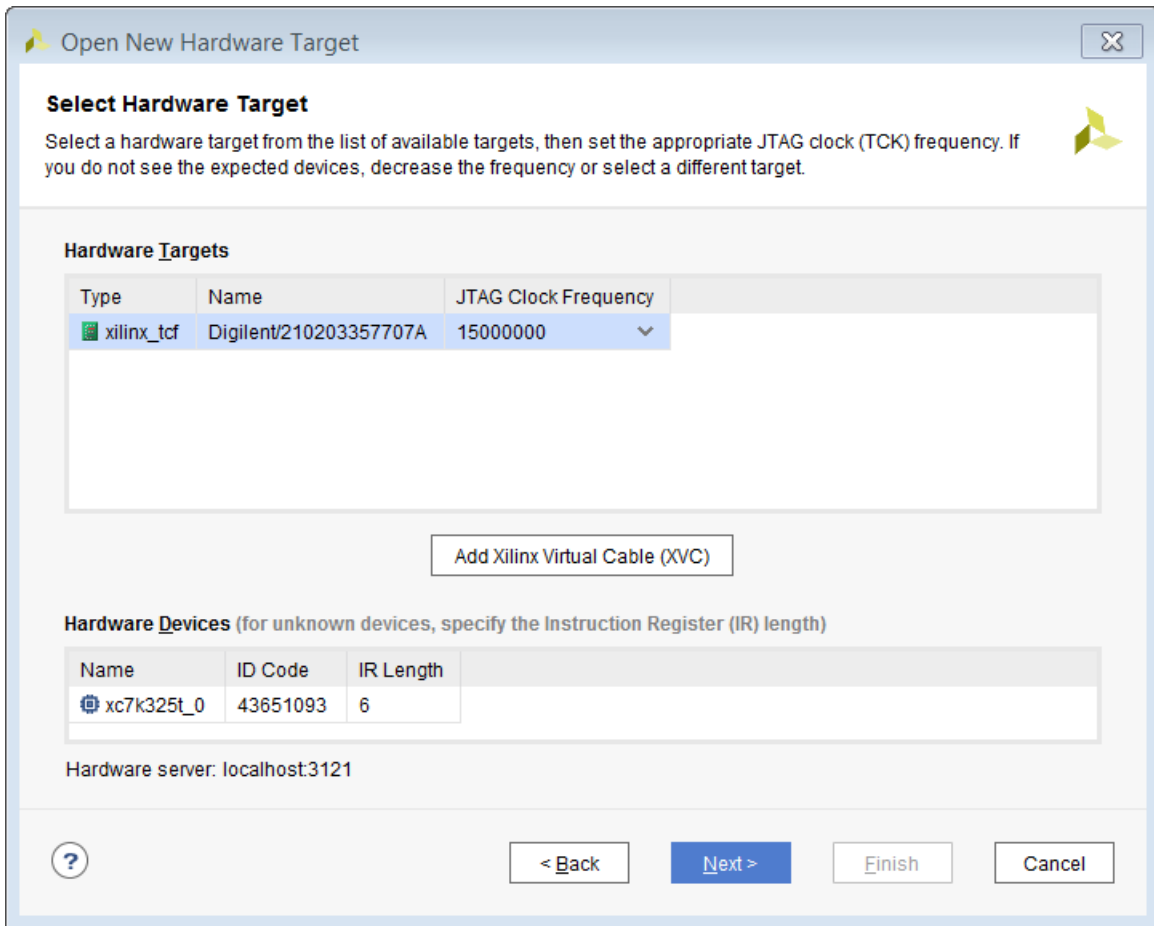 Open New Hardware Target
Select Hardware Target
Select a hardware target from the list of available targets, then set the appropriate JTAG clock (TCK) frequency. If
you do not see the expected devices, decrease the frequency or select a different target.
Hardware Targets
Type Name JTAG Clock Frequency
xilinx_tcf Digilent/210203357707A 15000000
Add Xilinx Virtual Cable (XVC)
Hardware Devices (for unknown devices, specify the Instruction Register (IR) length)
Name ID Code IR Length
xc7k325t_0 43651093 6
Hardware server: localhost:3121
? < Back Next > Finish Cancel